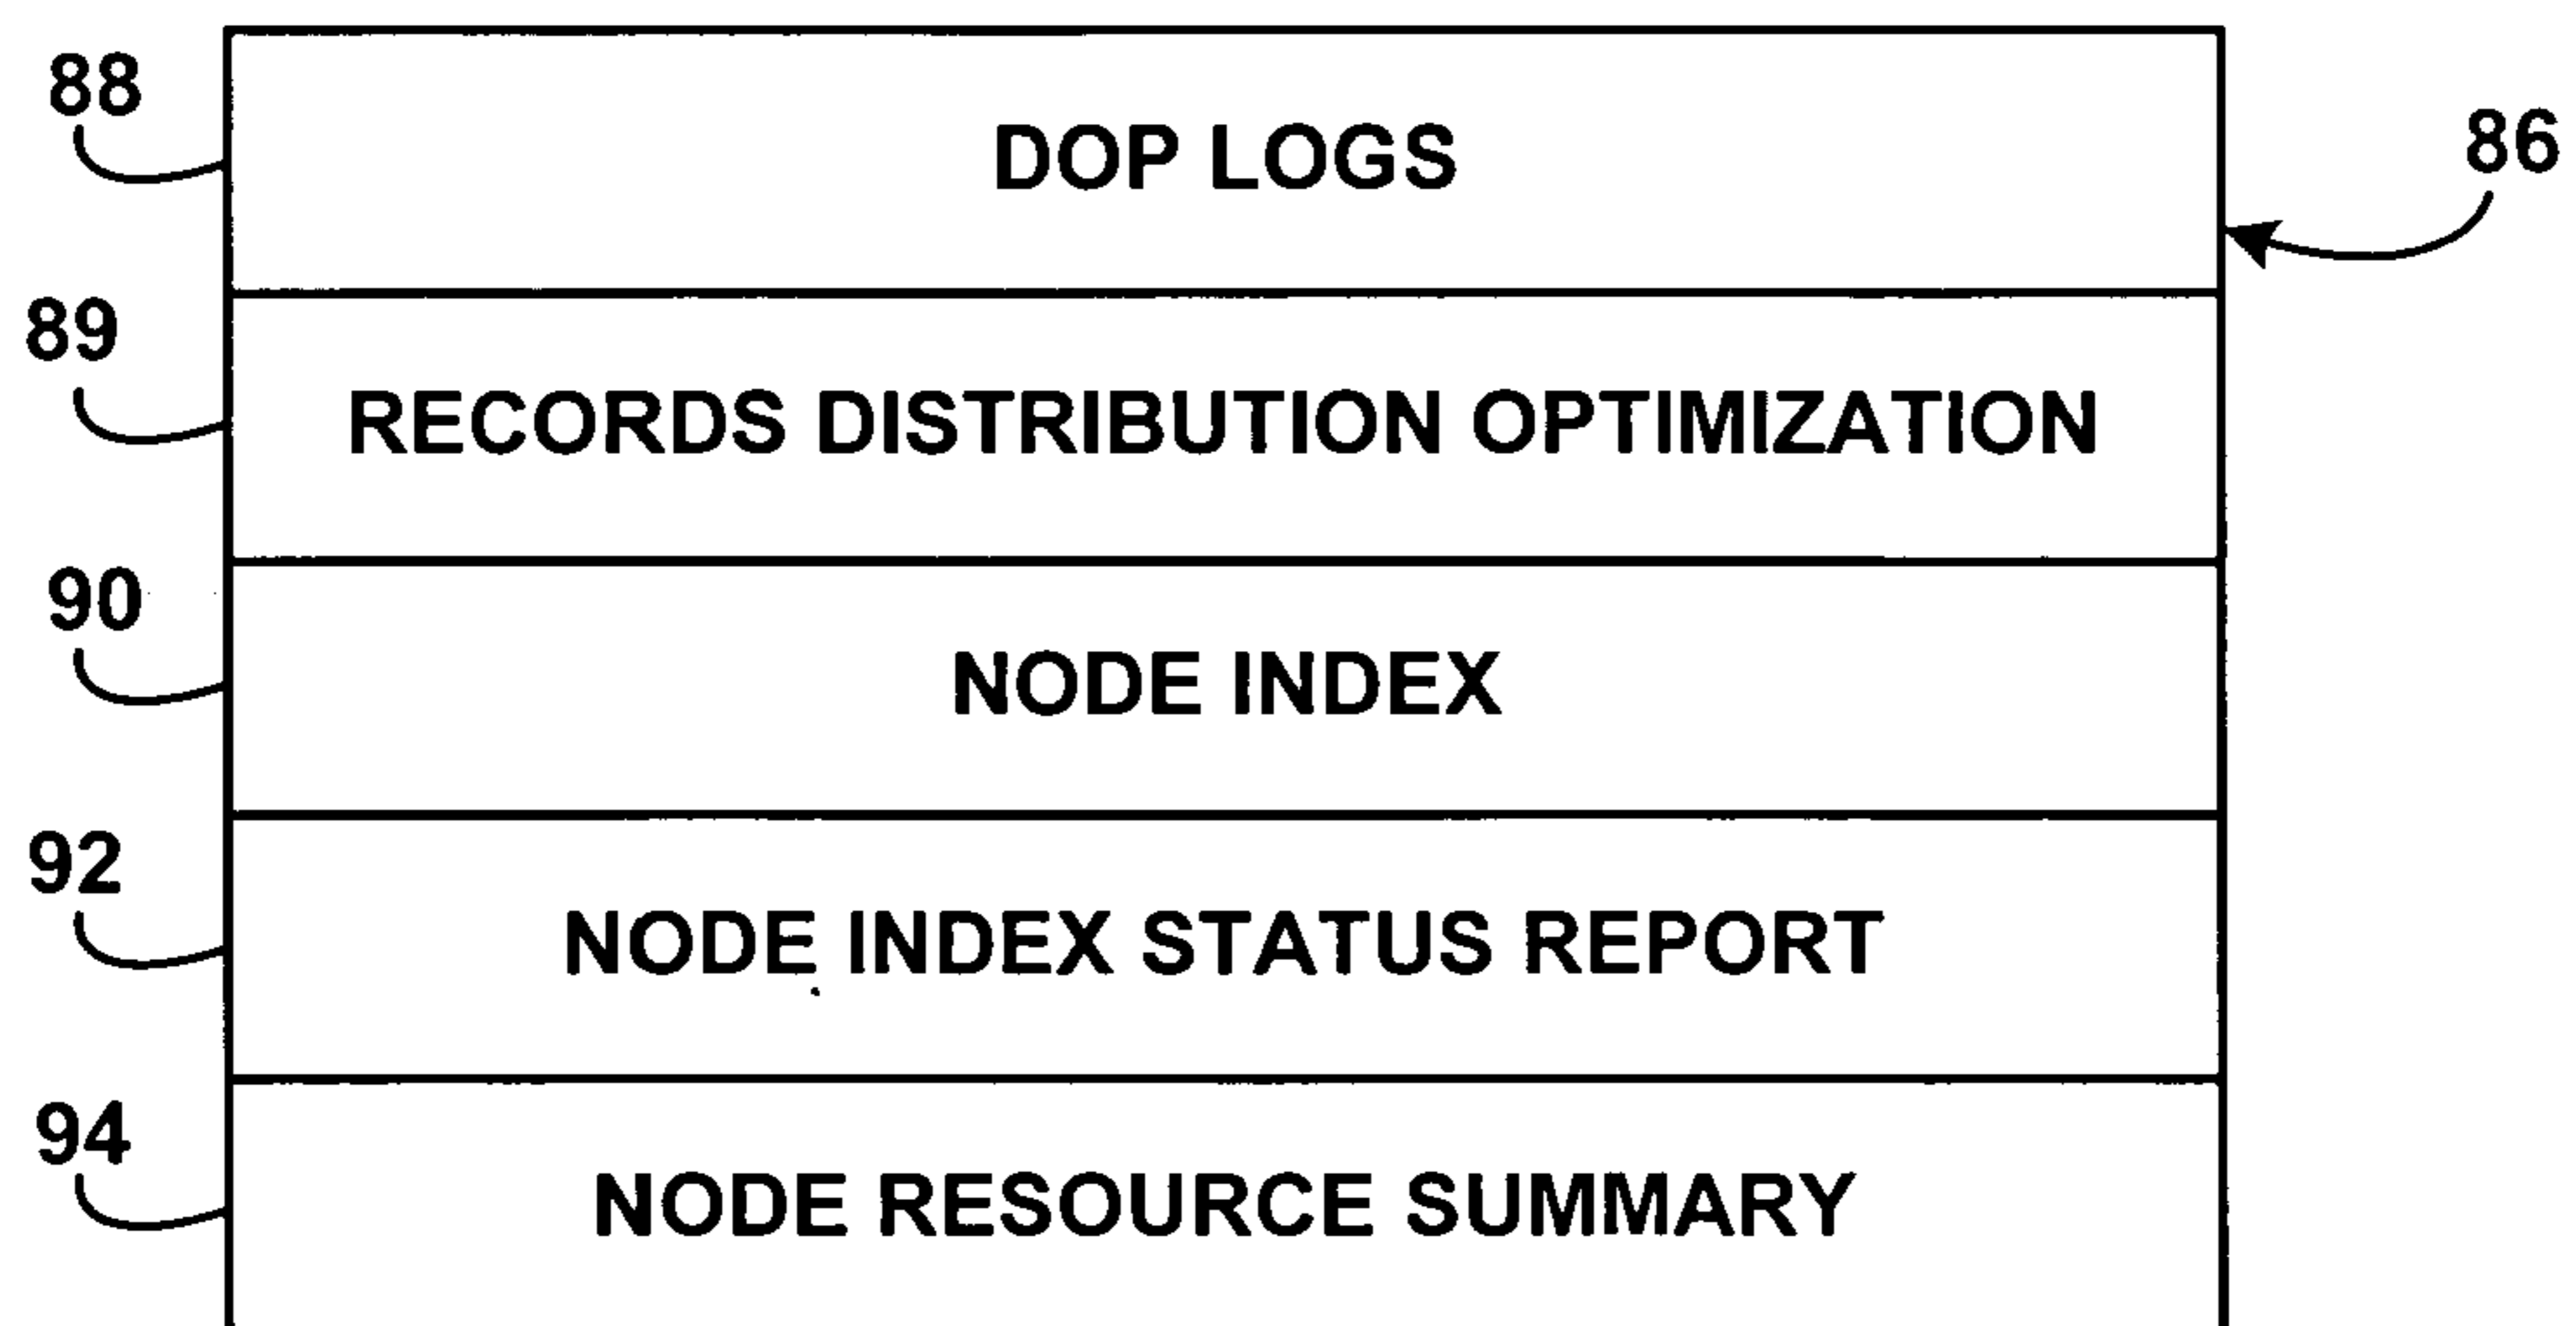 88
DOP LOGS
86
89
RECORDS DISTRIBUTION OPTIMIZATION
90
NODE INDEX
92
NODE INDEX STATUS REPORT
94
NODE RESOURCE SUMMARY